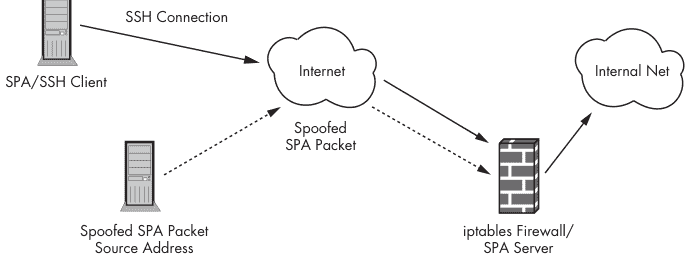 SSH Connection
SPA/SSH Client
Internet
Internal Net
Spoofed
SPA Packet
Spoofed SPA Packet
Source Address
iptables Firewall/
SPA Server